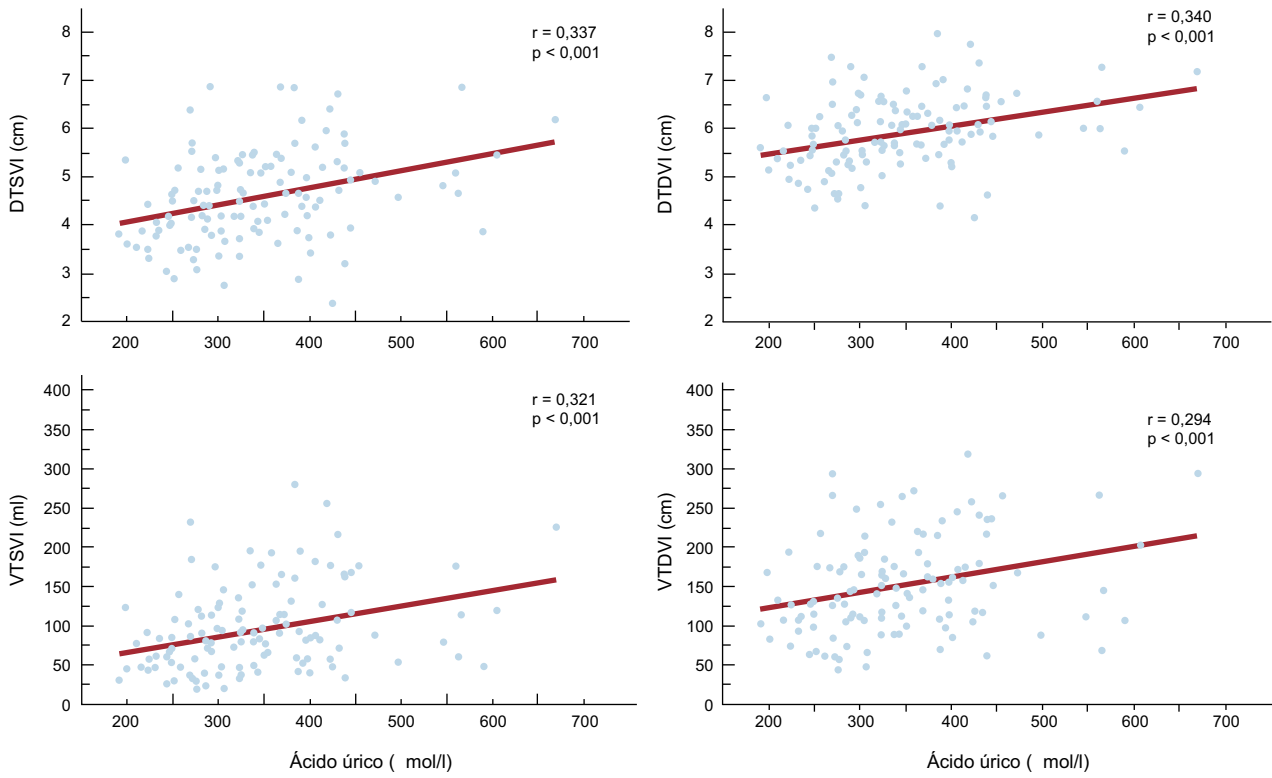 r = 0,337
p < 0,001
DTSVI (cm)
8
7
6
5
4
3
2
200 300 400 500 600 700
r = 0,340
p < 0,001
DTDVI (cm)
8
7
6
5
4
3
2
200 300 400 500 600 700
r = 0,321
p < 0,001
VTSVI (ml)
400
350
300
250
200
150
100
50
0
200 300 400 500 600 700
Ácido úrico ( mol/l)
r = 0,294
p < 0,001
VTDVI (cm)
400
350
300
250
200
150
100
50
0
200 300 400 500 600 700
Ácido úrico ( mol/l)